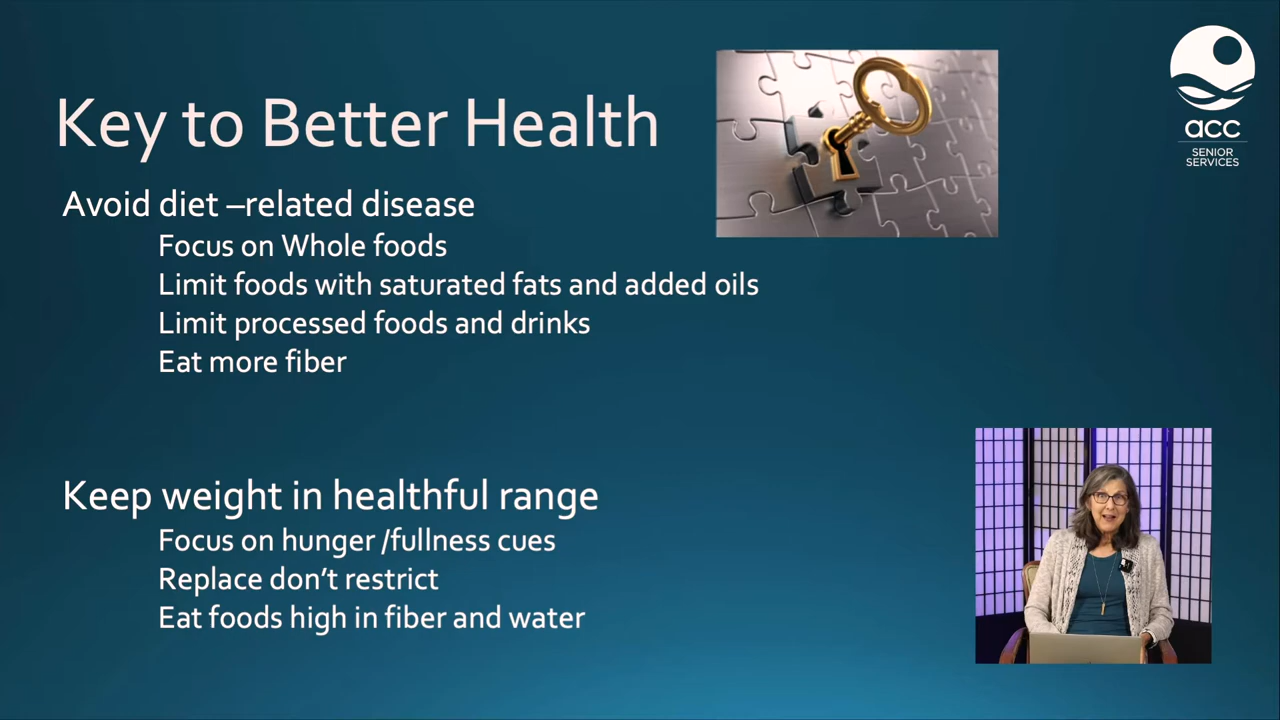 Key to Better Health
Avoid diet –related disease
Focus on Whole foods
Limit foods with saturated fats and added oils
Limit processed foods and drinks
Eat more fiber
Keep weight in healthful range
Focus on hunger /fullness cues
Replace don’t restrict
Eat foods high in fiber and water
acc
SENIOR
SERVICES